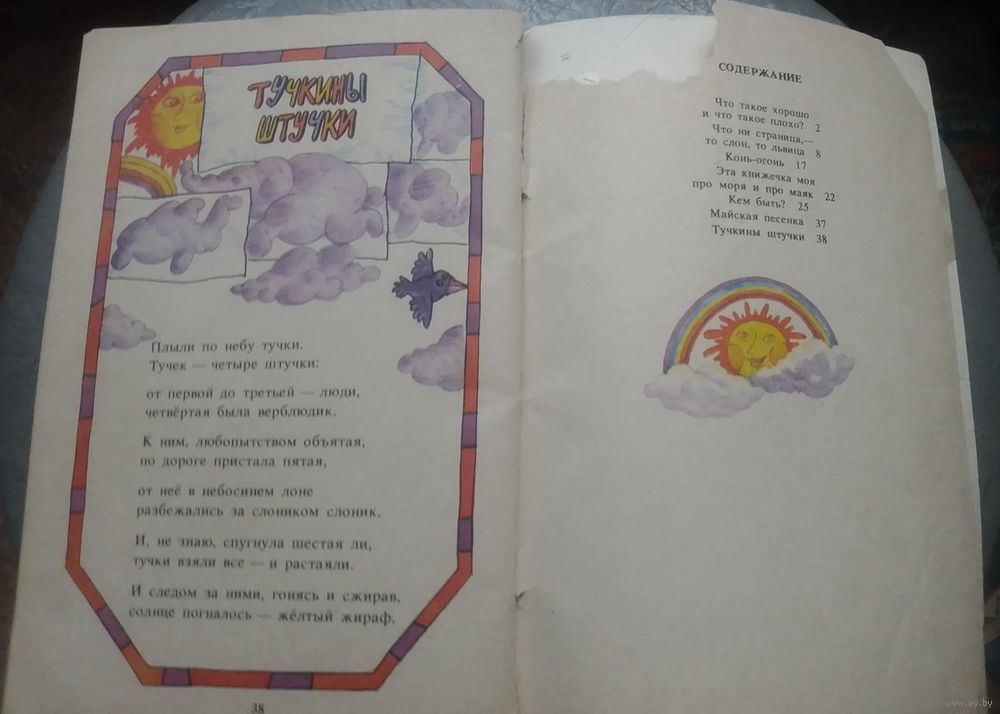 ТУЧКИНЫ
ШТУЧКИ
Плыли по небу тучки.
Тучек — четыре штучки:
от первой до третьей — люди,
четвёртая была верблюдик.
К ним, любопытством объятая,
по дороге пристала пятая,
от неё в небосинем лоне
разбежались за слоником слоник.
И, не знаю, спугнула шестая ли,
тучки взяли все — и растаяли.
И следом за ними, гонясь и сжирав,
солнце погналось — жёлтый жираф.
38
СОДЕРЖАНИЕ
Что такое хорошо
и что такое плохо? 2
Что ни страница,—
то слон, то львица 8
Конь-огонь 17
Эта книжечка моя
про моря и про маяк 22
Кем быть? 25
Майская песенка 37
Тучкины штучки 38
www.ay.by